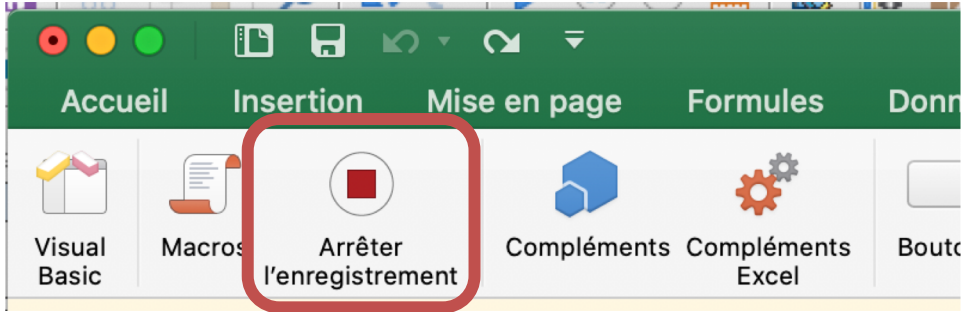 Accueil Insertion Mise en page Formules
Visual Macros Arrêter Compléments Compléments
Basic l'enregistrement Excel